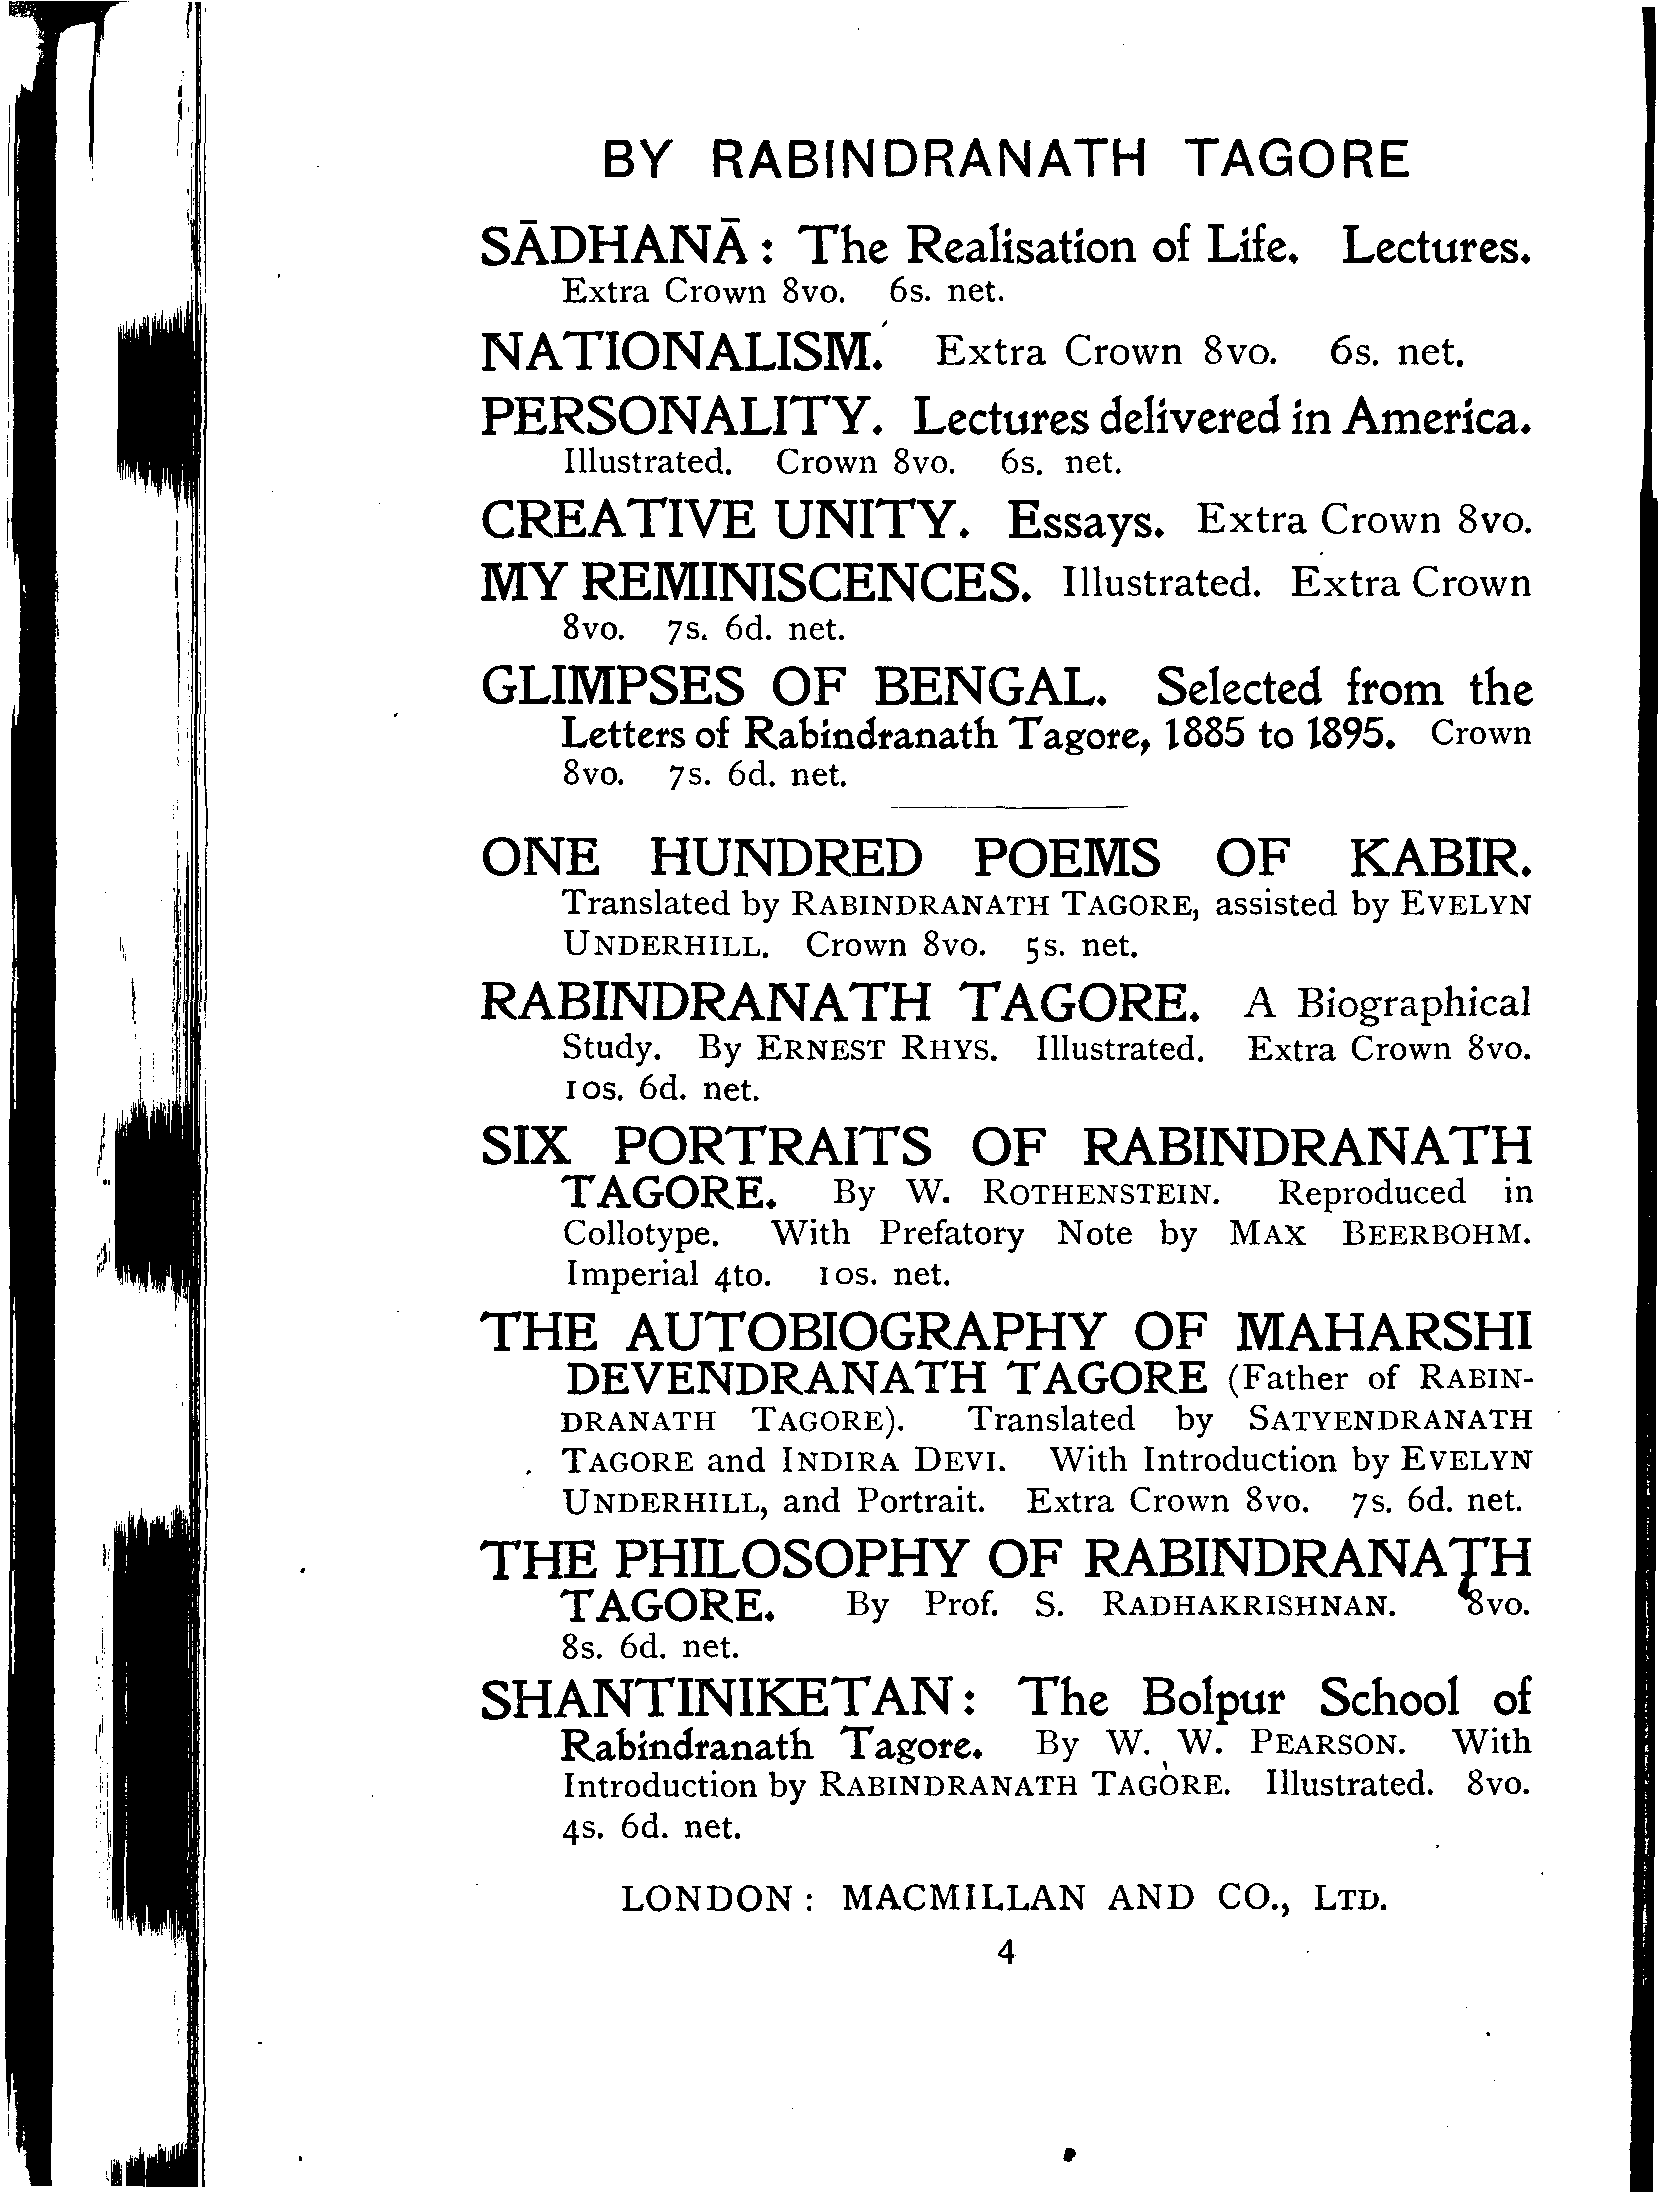 BY RABINDRANATH TAGORE
SĀDHANĀ: The Realisation of Life. Lectures.
Extra Crown 8vo. 6s. net.
NATIONALISM. Extra Crown 8vo. 6s. net.
PERSONALITY. Lectures delivered in America.
Illustrated. Crown 8vo. 6s. net.
CREATIVE UNITY. Essays. Extra Crown 8vo.
MY REMINISCENCES. Illustrated. Extra Crown
8vo. 7s. 6d. net.
GLIMPSES OF BENGAL. Selected from the
Letters of Rabindranath Tagore, 1885 to 1895. Crown
8vo. 7s. 6d. net.
ONE HUNDRED POEMS OF KABIR.
Translated by RABINDRANATH TAGORE, assisted by EVELYN
UNDERHILL. Crown 8vo. 5s. net.
RABINDRANATH TAGORE. A Biographical
Study. By ERNEST RHYS. Illustrated. Extra Crown 8vo.
10s. 6d. net.
SIX PORTRAITS OF RABINDRANATH
TAGORE. By W. ROTHENSTEIN. Reproduced in
Collotype. With Prefatory Note by MAX BEERBOHM.
Imperial 4to. 10s. net.
THE AUTOBIOGRAPHY OF MAHARSHI
DEVENDRANATH TAGORE (Father of RABIN-
DRANATH TAGORE). Translated by SATYENDRANATH
TAGORE and INDIRA DEVI. With Introduction by EVELYN
UNDERHILL, and Portrait. Extra Crown 8vo. 7s. 6d. net.
THE PHILOSOPHY OF RABINDRANATH
TAGORE. By Prof. S. RADHAKRISHNAN. 8vo.
8s. 6d. net.
SHANTINIKETAN: The Bolpur School of
Rabindranath Tagore. By W. W. PEARSON. With
Introduction by RABINDRANATH TAGORE. Illustrated. 8vo.
4s. 6d. net.
LONDON: MACMILLAN AND CO., LTD.
4